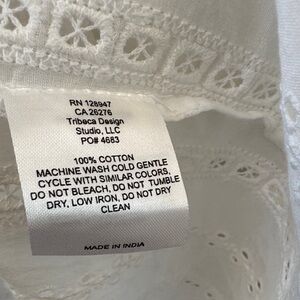 RN 128947
CA 26276
Tribeca Design
Studio, LLC
PO# 4683
100% COTTON
MACHINE WASH COLD GENTLE
CYCLE WITH SIMILAR COLORS,
DO NOT BLEACH, DO NOT TUMBLE
DRY, LOW IRON, DO NOT DRY
CLEAN
MADE IN INDIA